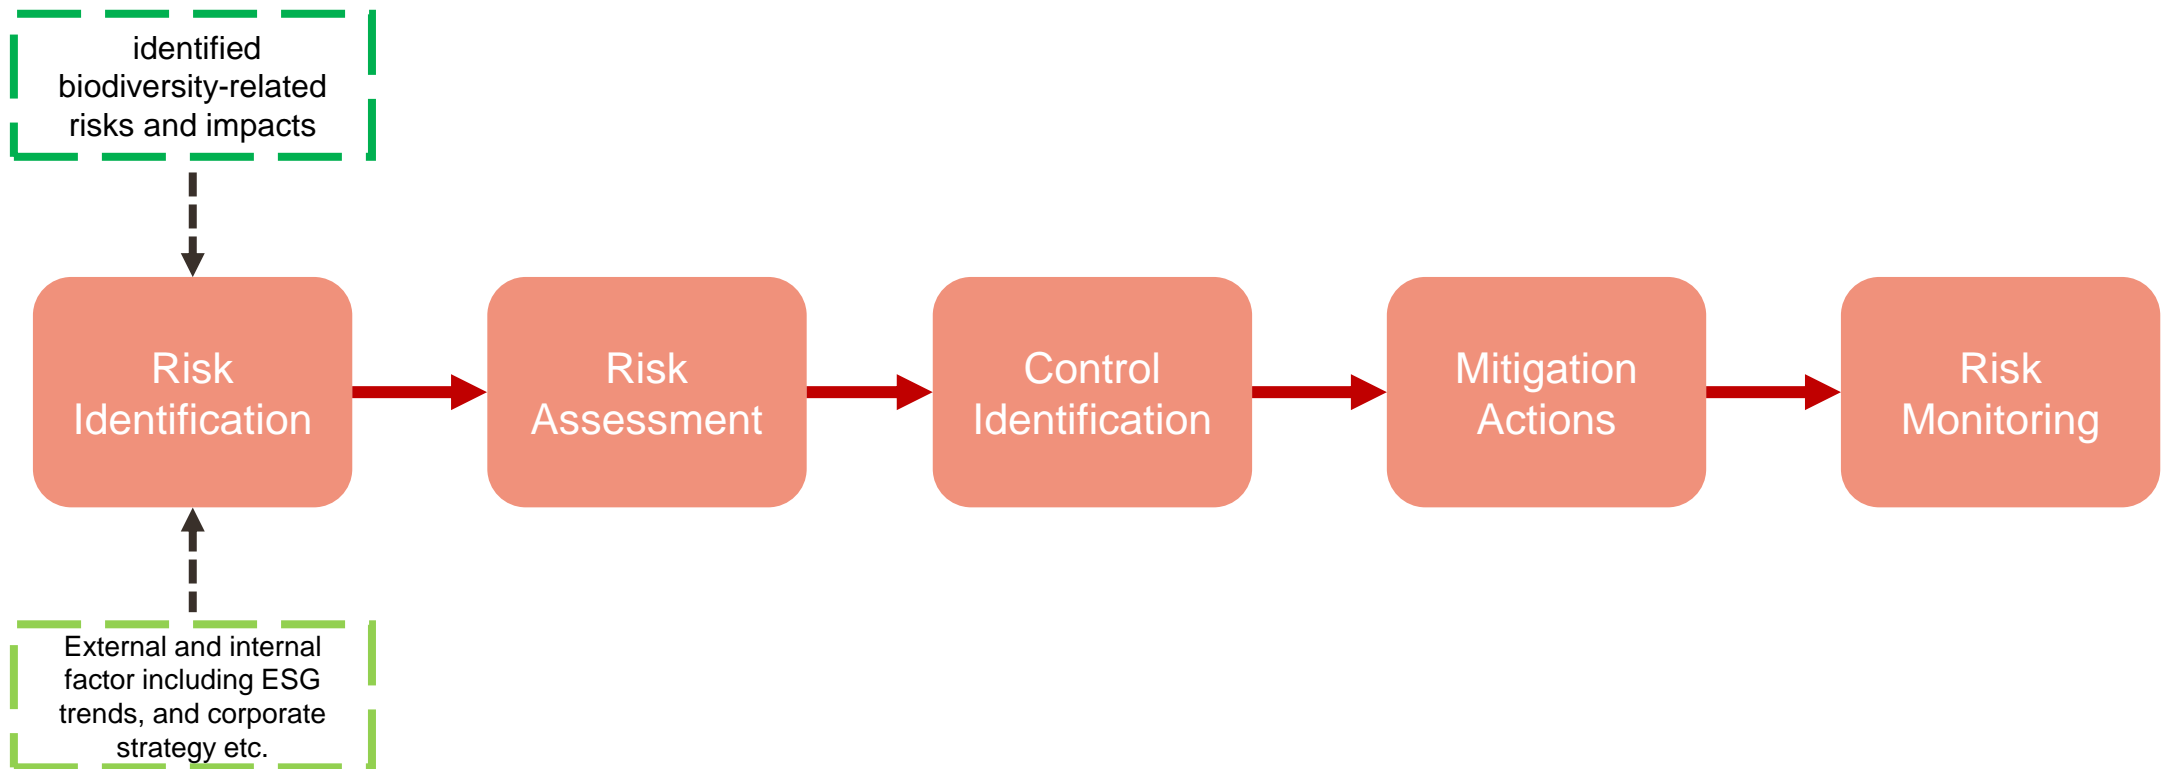 identified
biodiversity-related
risks and impacts
Risk
Identification
Risk
Assessment
Control
Identification
Mitigation
Actions
Risk
Monitoring
External and internal
factor including ESG
trends, and corporate
strategy etc.